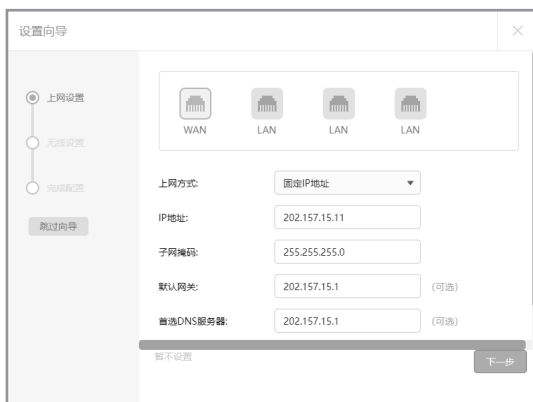 设置向导
上网设置
无线设置
完成配置
跳过向导
WAN LAN LAN LAN
上网方式: 固定IP地址
IP地址: 202.157.15.11
子网掩码: 255.255.255.0
默认网关: 202.157.15.1 (可选)
首选DNS服务器: 202.157.15.1 (可选)
暂不设置 下一步